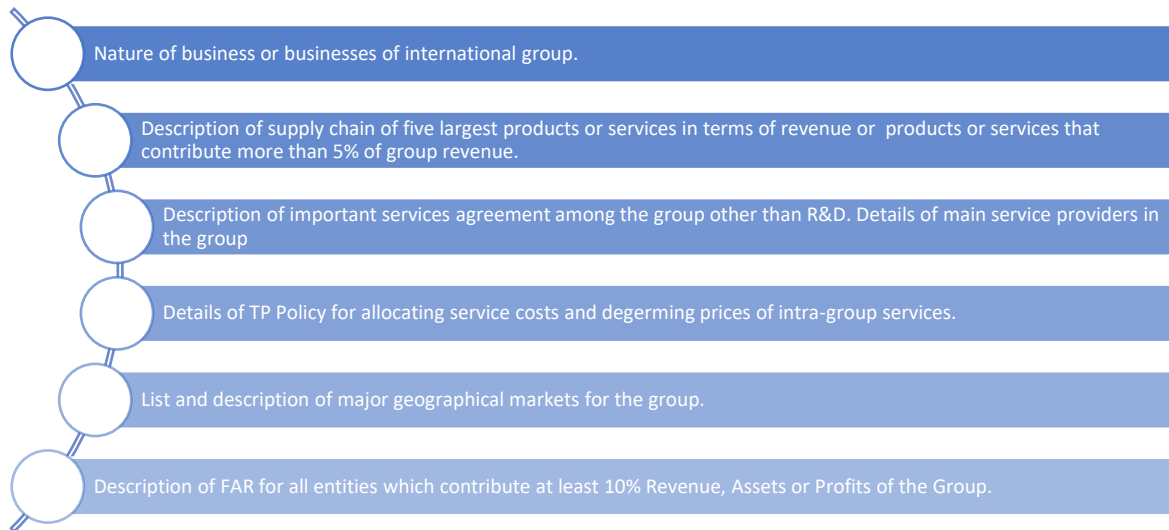 Nature of business or businesses of international group.
Description of supply chain of five largest products or services in terms of revenue or  products or services that
contribute more than 5% of group revenue.
Description of important services agreement among the group other than R&D. Details of main service providers in
the group
Details of TP Policy for allocating service costs and degerming prices of intra-group services.
List and description of major geographical markets for the group.
Description of FAR for all entities which contribute at least 10% Revenue, Assets or Profits of the Group.